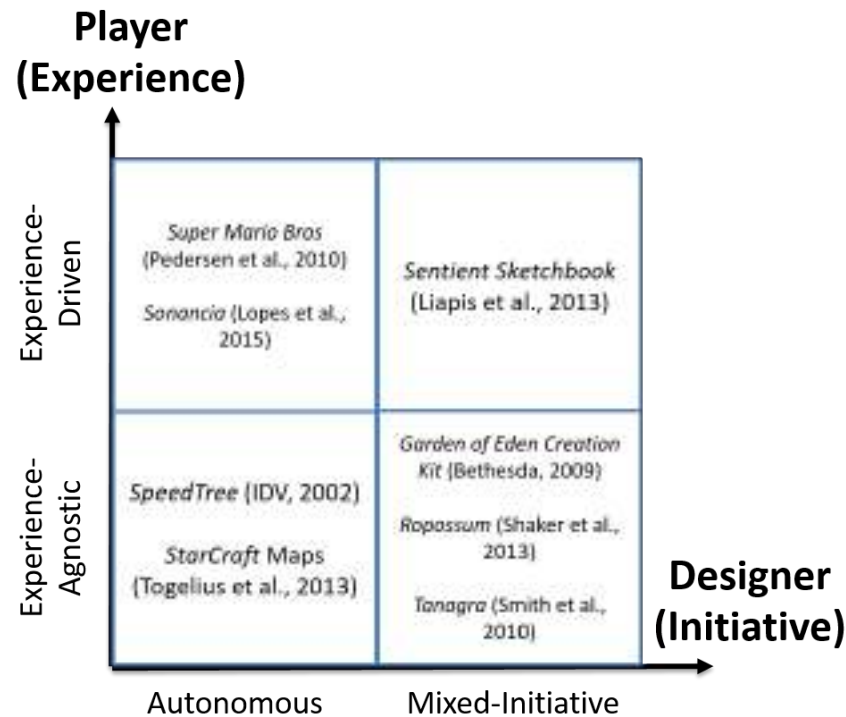 Player
(Experience)
Experience-
Driven
Super Mario Bros
(Pedersen et al., 2010)
Sonancia (Lopes et al.,
2015)
Sentient Sketchbook
(Liapis et al., 2013)
Experience-
Agnostic
SpeedTree (IDV, 2002)
StarCraft Maps
(Togelius et al., 2013)
Garden of Eden Creation
Kit (Bethesda, 2009)
Ropossum (Shaker et al.,
2013)
Tanagra (Smith et al.,
2010)
Designer
(Initiative)
Autonomous
Mixed-Initiative